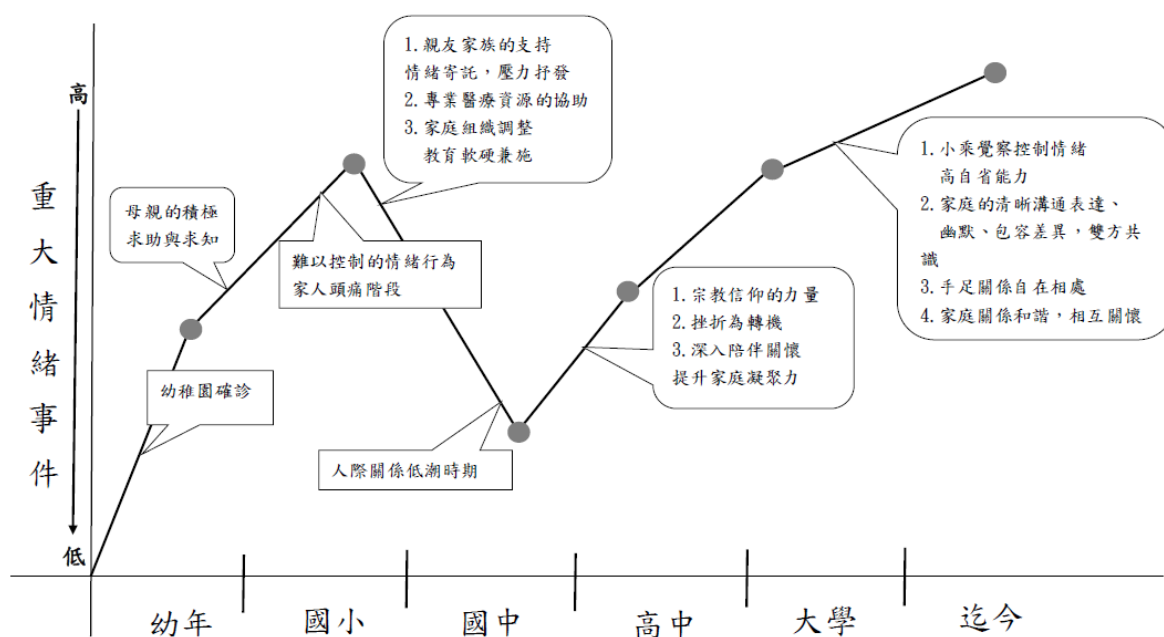 高
重大情緒事件
低
母親的積極
求助與求知
幼稚園確診
1. 親友家族的支持
情緒寄託，壓力抒發
2. 專業醫療資源的協助
3. 家庭組織調整
教育軟硬兼施
難以控制的情緒行為
家人頭痛階段
人際關係低潮時期
1. 宗教信仰的力量
2. 挫折為轉機
3. 深入陪伴關懷
提升家庭凝聚力
1. 小乘覺察控制情緒
高自省能力
2. 家庭的清晰溝通表達、
幽默、包容差異，雙方共
識
3. 手足關係自在相處
4. 家庭關係和諧，相互關懷
幼年
國小
國中
高中
大學
迄今